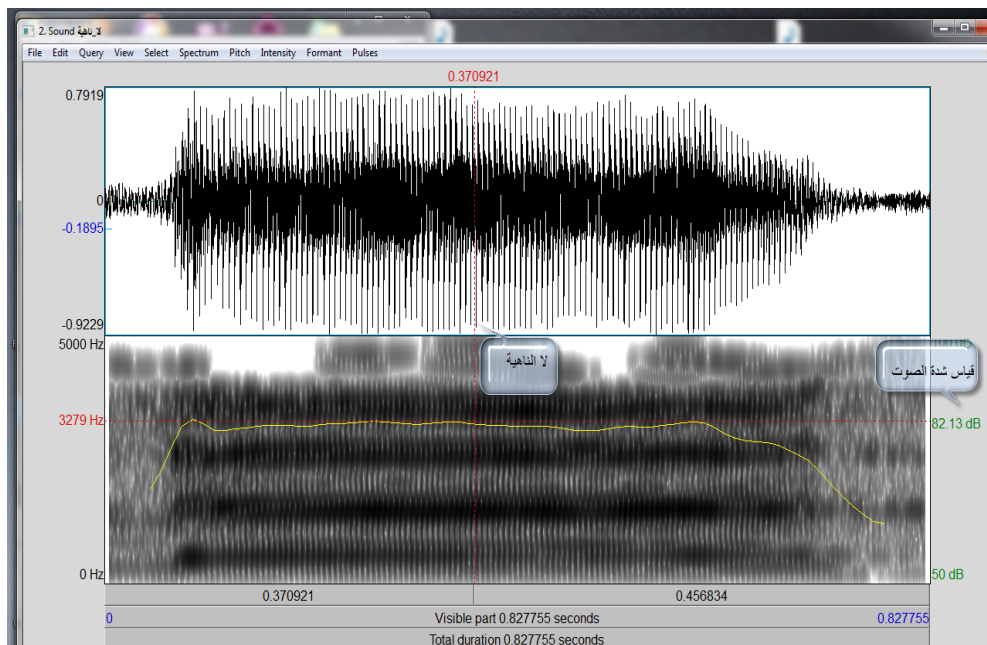 2. Sound لا_ناهية
File Edit Query View Select Spectrum Pitch Intensity Formant Pulses
0.370921
0.7919
0
-0.1895
-0.9229
5000 Hz
لا الناهية
قياس شدة الصوت
3279 Hz
82.13 dB
0 Hz
50 dB
0.370921 0.456834
0 Visible part 0.827755 seconds 0.827755
Total duration 0.827755 seconds